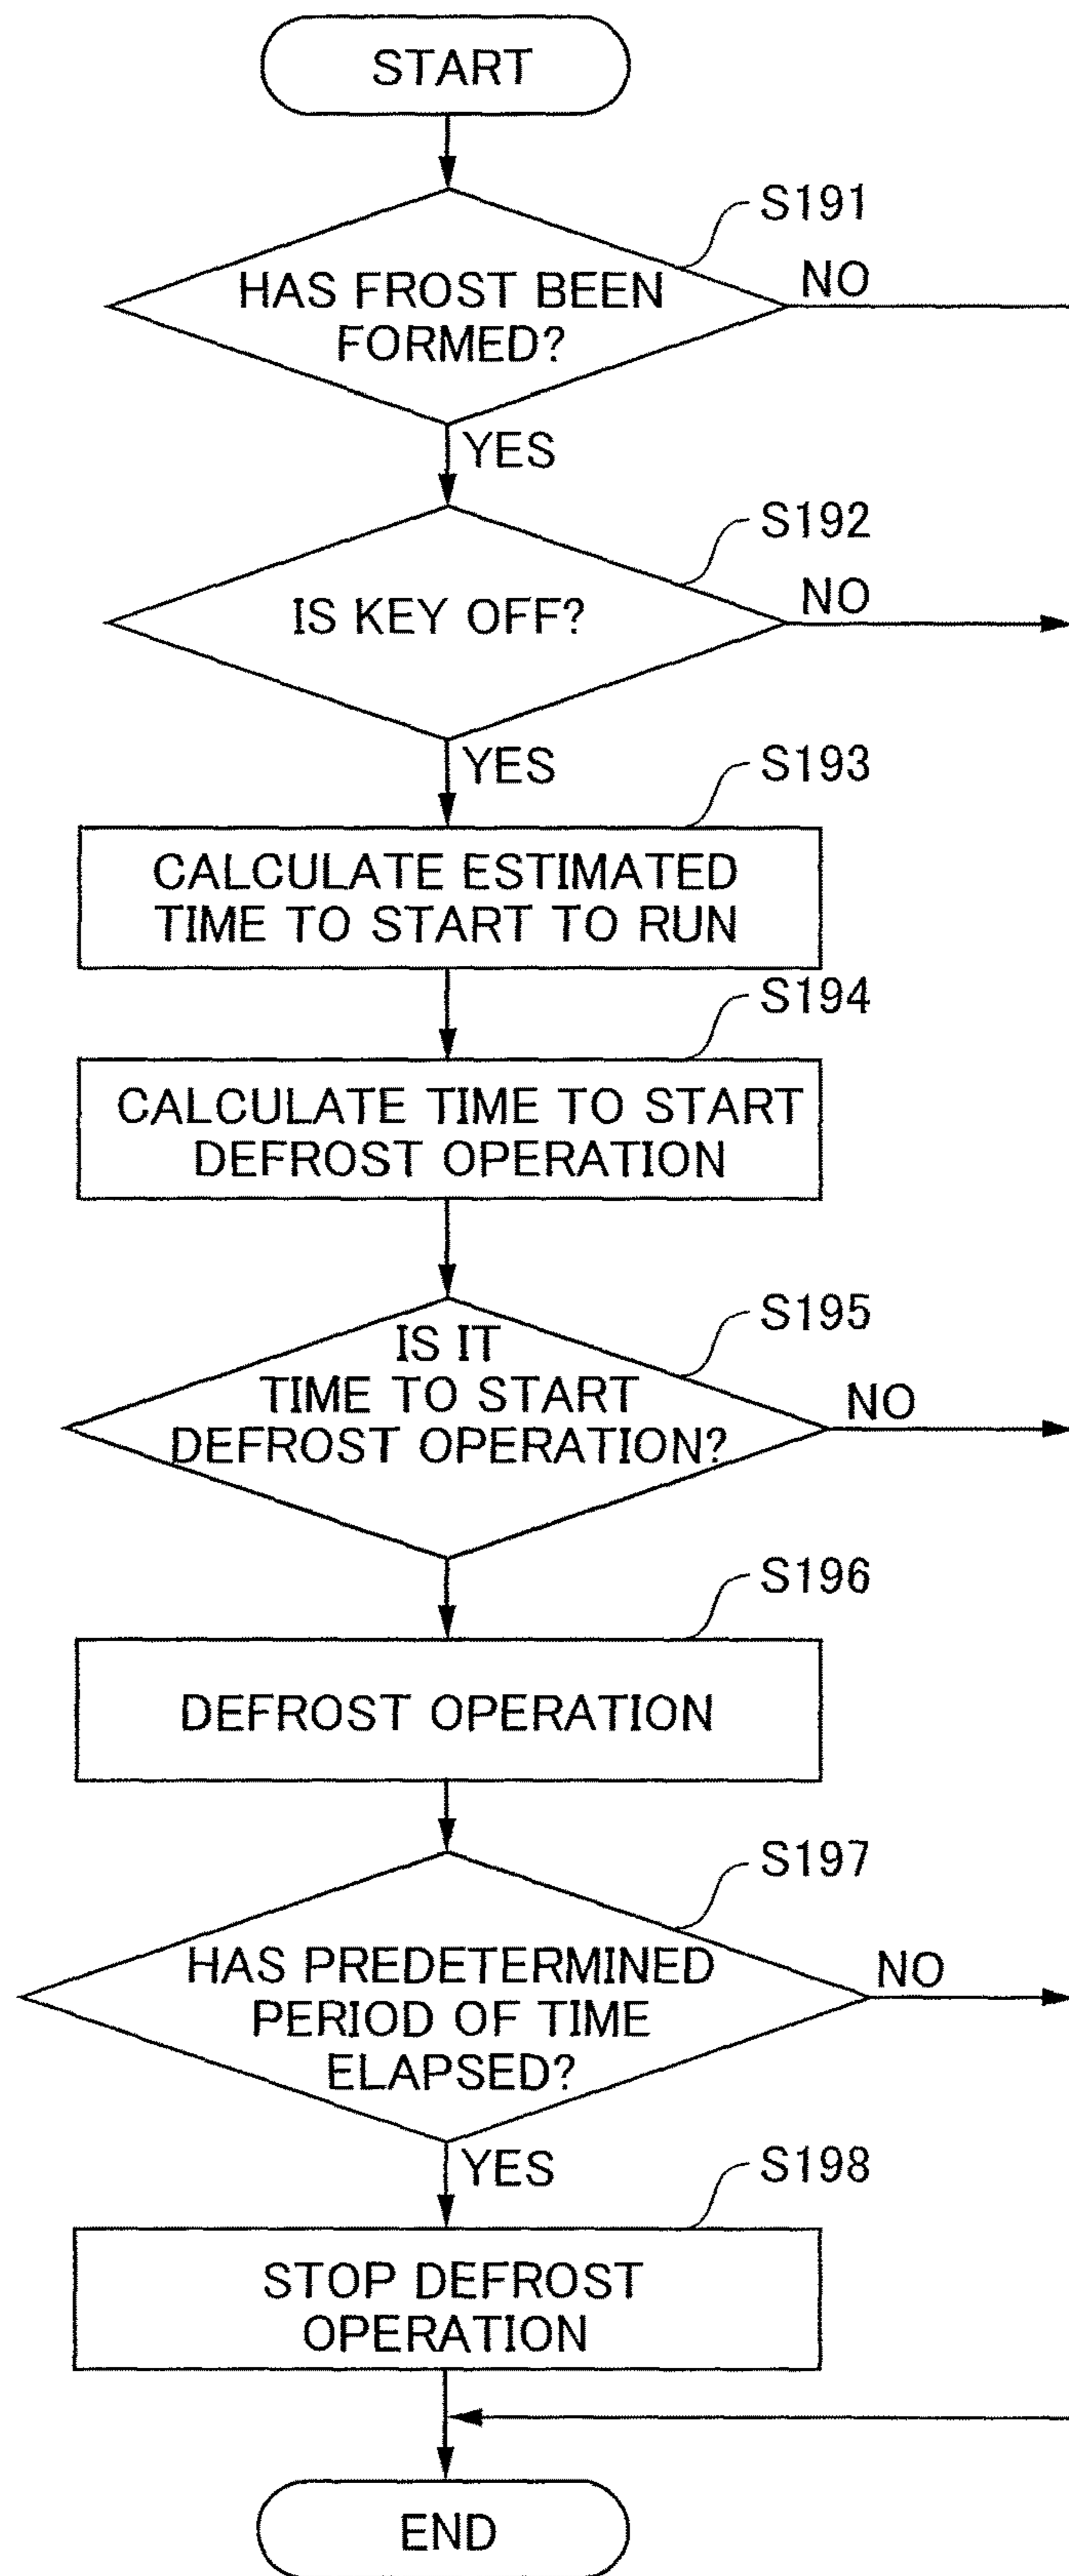 START
S191
HAS FROST BEEN
FORMED?
NO
YES
S192
IS KEY OFF?
NO
YES
S193
CALCULATE ESTIMATED
TIME TO START TO RUN
S194
CALCULATE TIME TO START
DEFROST OPERATION
S195
IS IT
TIME TO START
DEFROST OPERATION?
NO
S196
DEFROST OPERATION
S197
HAS PREDETERMINED
PERIOD OF TIME
ELAPSED?
NO
YES
S198
STOP DEFROST
OPERATION
END